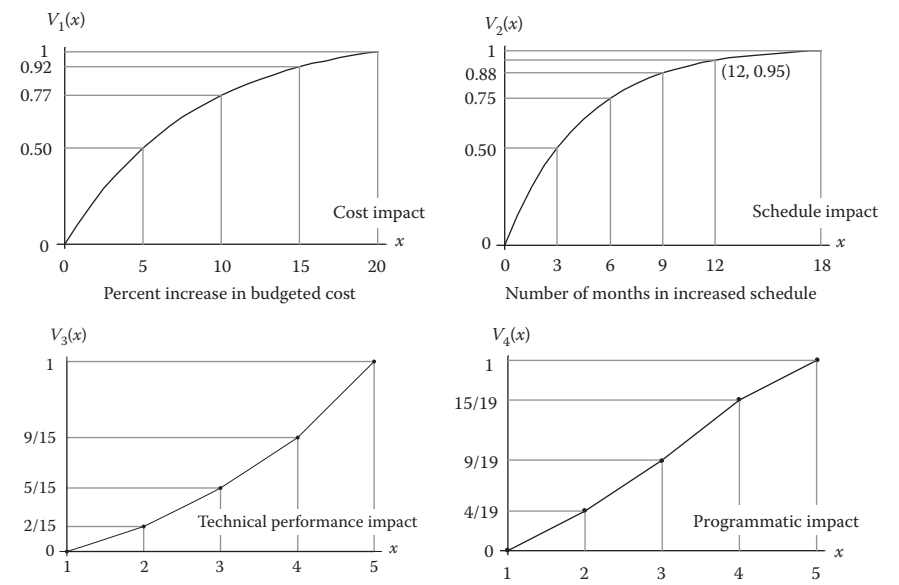 V1(x)
1
0.92
0.77
0.50
0
Cost impact
x
0 5 10 15 20
Percent increase in budgeted cost
V2(x)
1
0.88
0.75
0.50
0
(12, 0.95)
Schedule impact
x
0 3 6 9 12 18
Number of months in increased schedule
V3(x)
1
9/15
5/15
2/15
0
Technical performance impact
x
1 2 3 4 5
V4(x)
1
15/19
9/19
4/19
0
Programmatic impact
x
1 2 3 4 5